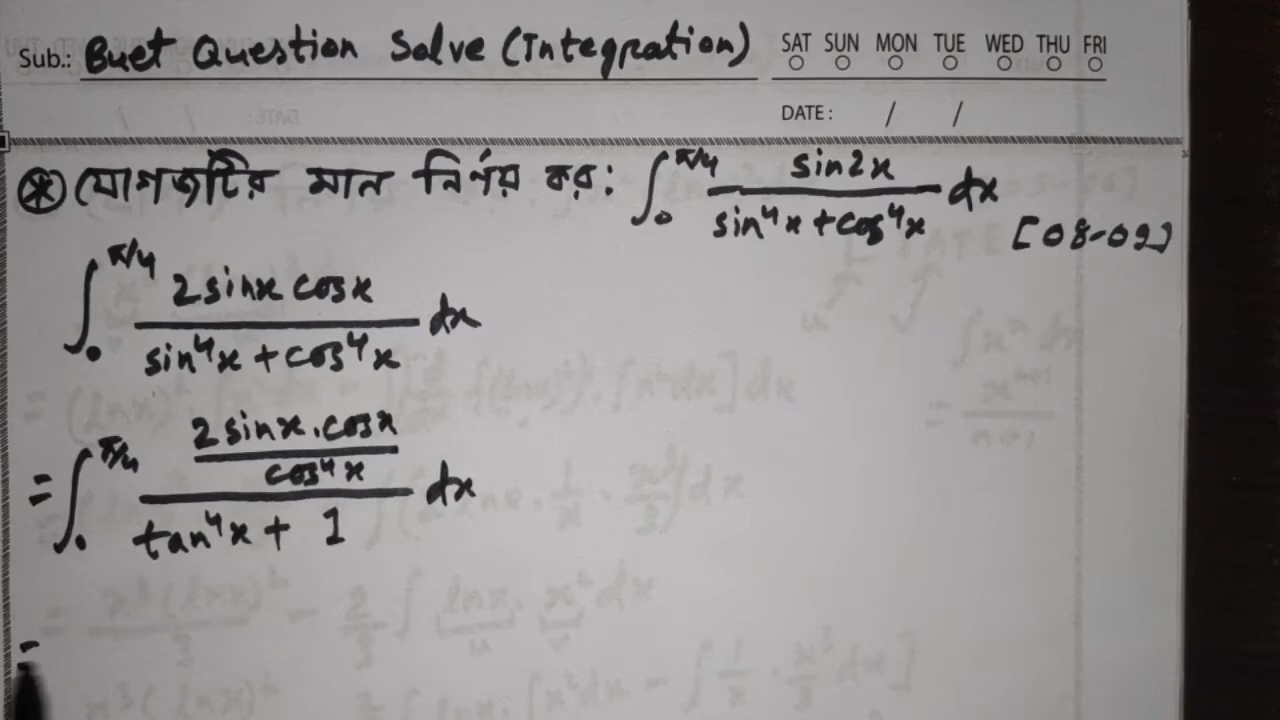 Sub.: Buet Question Solve (Integration) SAT SUN MON TUE WED THU FRI
DATE : / /
⊛ যোগজটির মান নির্ণয় কর: ∫₀^(π/4) sin2x / (sin⁴x + cos⁴x) dx [08-09]
∫₀^(π/4) 2sinx cosx / (sin⁴x + cos⁴x) dx
= ∫₀^(π/4) (2sinx.cosx / cos⁴x) / (tan⁴x + 1) dx
=